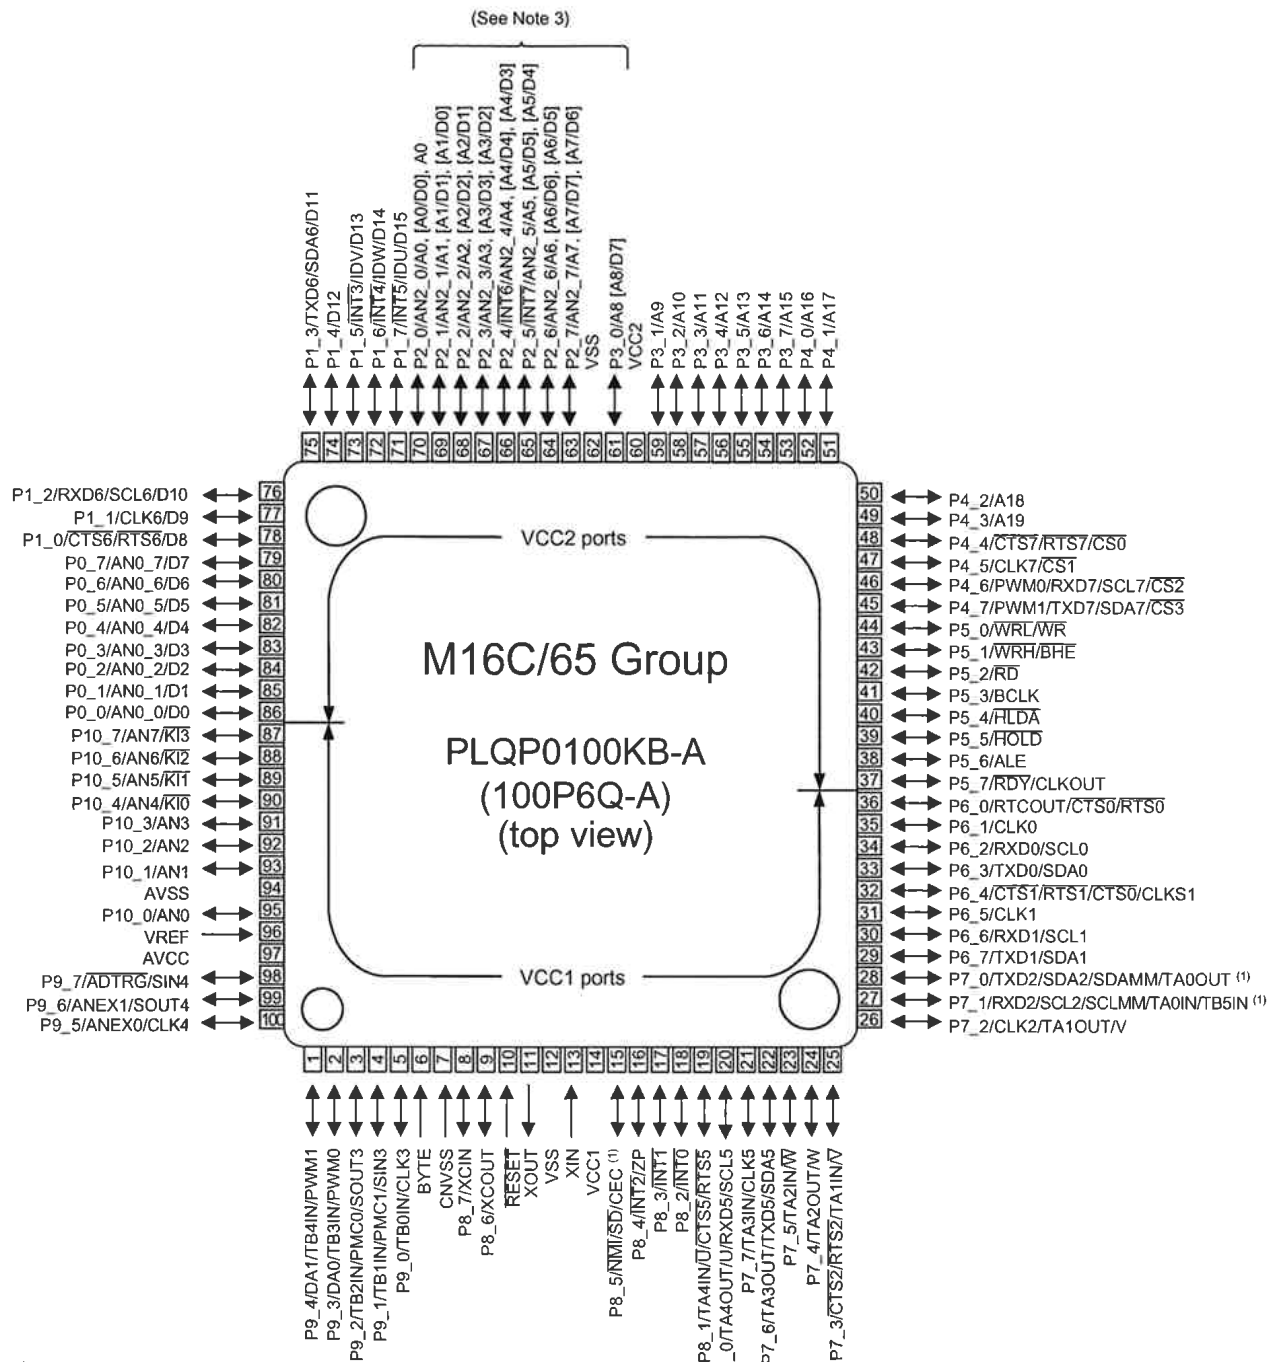 (See Note 3)
P1_3/TXD6/SDA6/D11
P1_4/D12
P1_5/INT3/IDV/D13
P1_6/INT4/IDW/D14
P1_7/INT5/IDU/D15
P2_0/AN2_0/A0, [A0/D0], A0
P2_1/AN2_1/A1, [A1/D1], [A1/D0]
P2_2/AN2_2/A2, [A2/D2], [A2/D1]
P2_3/AN2_3/A3, [A3/D3], [A3/D2]
P2_4/INT6/AN2_4/A4, [A4/D4], [A4/D3]
P2_5/INT7/AN2_5/A5, [A5/D5], [A5/D4]
P2_6/AN2_6/A6, [A6/D6], [A6/D5]
P2_7/AN2_7/A7, [A7/D7], [A7/D6]
VSS
P3_0/A8 [A8/D7]
VCC2
P3_1/A9
P3_2/A10
P3_3/A11
P3_4/A12
P3_5/A13
P3_6/A14
P3_7/A15
P4_0/A16
P4_1/A17
75 74 73 72 71 70 69 68 67 66 65 64 63 62 61 60 59 58 57 56 55 54 53 52 51
P1_2/RXD6/SCL6/D10 76
P1_1/CLK6/D9 77
P1_0/CTS6/RTS6/D8 78
P0_7/AN0_7/D7 79
P0_6/AN0_6/D6 80
P0_5/AN0_5/D5 81
P0_4/AN0_4/D4 82
P0_3/AN0_3/D3 83
P0_2/AN0_2/D2 84
P0_1/AN0_1/D1 85
P0_0/AN0_0/D0 86
P10_7/AN7/KI3 87
P10_6/AN6/KI2 88
P10_5/AN5/KI1 89
P10_4/AN4/KI0 90
P10_3/AN3 91
P10_2/AN2 92
P10_1/AN1 93
AVSS 94
P10_0/AN0 95
VREF 96
AVCC 97
P9_7/ADTRG/SIN4 98
P9_6/ANEX1/SOUT4 99
P9_5/ANEX0/CLK4 100
VCC2 ports
M16C/65 Group
PLQP0100KB-A
(100P6Q-A)
(top view)
VCC1 ports
50 P4_2/A18
49 P4_3/A19
48 P4_4/CTS7/RTS7/CS0
47 P4_5/CLK7/CS1
46 P4_6/PWM0/RXD7/SCL7/CS2
45 P4_7/PWM1/TXD7/SDA7/CS3
44 P5_0/WRL/WR
43 P5_1/WRH/BHE
42 P5_2/RD
41 P5_3/BCLK
40 P5_4/HLDA
39 P5_5/HOLD
38 P5_6/ALE
37 P5_7/RDY/CLKOUT
36 P6_0/RTCOUT/CTS0/RTS0
35 P6_1/CLK0
34 P6_2/RXD0/SCL0
33 P6_3/TXD0/SDA0
32 P6_4/CTS1/RTS1/CTS0/CLKS1
31 P6_5/CLK1
30 P6_6/RXD1/SCL1
29 P6_7/TXD1/SDA1
28 P7_0/TXD2/SDA2/SDAMM/TA0OUT (1)
27 P7_1/RXD2/SCL2/SCLMM/TA0IN/TB5IN (1)
26 P7_2/CLK2/TA1OUT/V
1 2 3 4 5 6 7 8 9 10 11 12 13 14 15 16 17 18 19 20 21 22 23 24 25
P9_4/DA1/TB4IN/PWM1
P9_3/DA0/TB3IN/PWM0
P9_2/TB2IN/PMC0/SOUT3
P9_1/TB1IN/PMC1/SIN3
P9_0/TB0IN/CLK3
BYTE
CNVSS
P8_7/XCIN
P8_6/XCOUT
RESET
XOUT
VSS
XIN
VCC1
P8_5/NMI/SD/CEC (1)
P8_4/INT2/ZP
P8_3/INT1
P8_2/INT0
P8_1/TA4IN/U/CTS5/RTS5
_0/TA4OUT/U/RXD5/SCL5
P7_7/TA3IN/CLK5
P7_6/TA3OUT/TXD5/SDA5
P7_5/TA2IN/W
P7_4/TA2OUT/W
P7_3/CTS2/RTS2/TA1IN/V